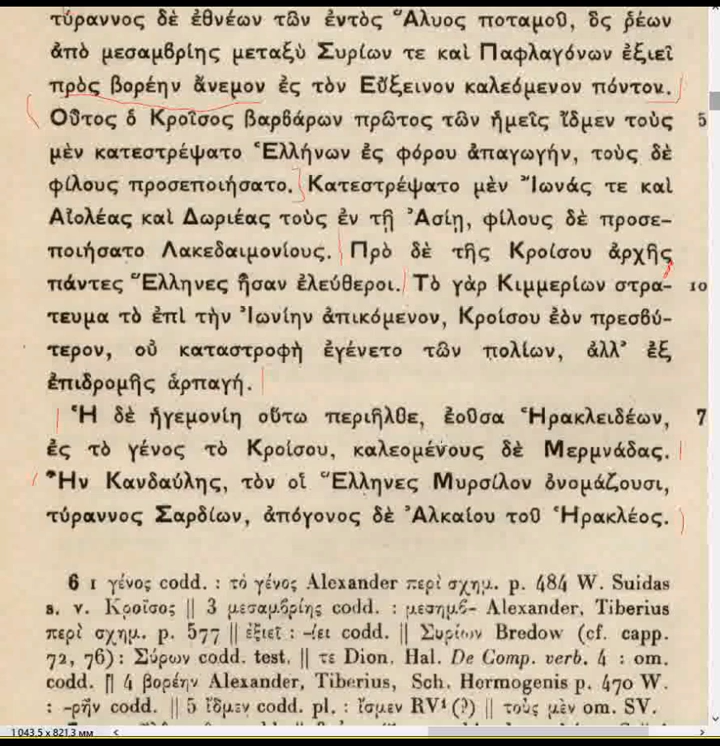 τύραννος δὲ ἐθνέων τῶν ἐντὸς Ἅλυος ποταμοῦ, ὃς ῥέων
ἀπὸ μεσαμβρίης μεταξὺ Συρίων τε καὶ Παφλαγόνων ἐξιεῖ
πρὸς βορέην ἄνεμον ἐς τὸν Εὔξεινον καλεόμενον πόντον.
Οὗτος ὁ Κροῖσος βαρβάρων πρῶτος τῶν ἡμεῖς ἴδμεν τοὺς 5
μὲν κατεστρέψατο Ἑλλήνων ἐς φόρου ἀπαγωγήν, τοὺς δὲ
φίλους προσεποιήσατο. Κατεστρέψατο μὲν Ἴωνάς τε καὶ
Αἰολέας καὶ Δωριέας τοὺς ἐν τῇ Ἀσίῃ, φίλους δὲ προσε-
ποιήσατο Λακεδαιμονίους. Πρὸ δὲ τῆς Κροίσου ἀρχῆς
πάντες Ἕλληνες ἦσαν ἐλεύθεροι. Τὸ γὰρ Κιμμερίων στρα- 10
τευμα τὸ ἐπὶ τὴν Ἰωνίην ἀπικόμενον, Κροίσου ἐὸν πρεσβύ-
τερον, οὐ καταστροφὴ ἐγένετο τῶν πολίων, ἀλλ᾽ ἐξ
ἐπιδρομῆς ἁρπαγή.
Ἡ δὲ ἡγεμονίη οὕτω περιῆλθε, ἐοῦσα Ἡρακλειδέων, 7
ἐς τὸ γένος τὸ Κροίσου, καλεομένους δὲ Μερμνάδας.
Ἦν Κανδαύλης, τὸν οἱ Ἕλληνες Μυρσίλον ὀνομάζουσι,
τύραννος Σαρδίων, ἀπόγονος δὲ Ἀλκαίου τοῦ Ἡρακλέος.
6 1 γένος codd. : τὸ γένος Alexander περὶ σχημ. p. 484 W. Suidas
s. v. Κροῖσος || 3 μεσαμβρίης codd. : μεσημβ- Alexander, Tiberius
περὶ σχημ. p. 577 || ἐξιεῖ : -ίει codd. || Συρίων Bredow (cf. capp.
72, 76) : Σύρων codd. test. || τε Dion. Hal. De Comp. verb. 4 : om.
codd. || 4 βορέην Alexander, Tiberius, Sch. Hermogenis p. 470 W.
: -ρῆν codd. || 5 ἴδμεν codd. pl. : ἴσμεν RV¹ (?) || τοὺς μὲν om. SV.
1 043.5 x 821.3 мм